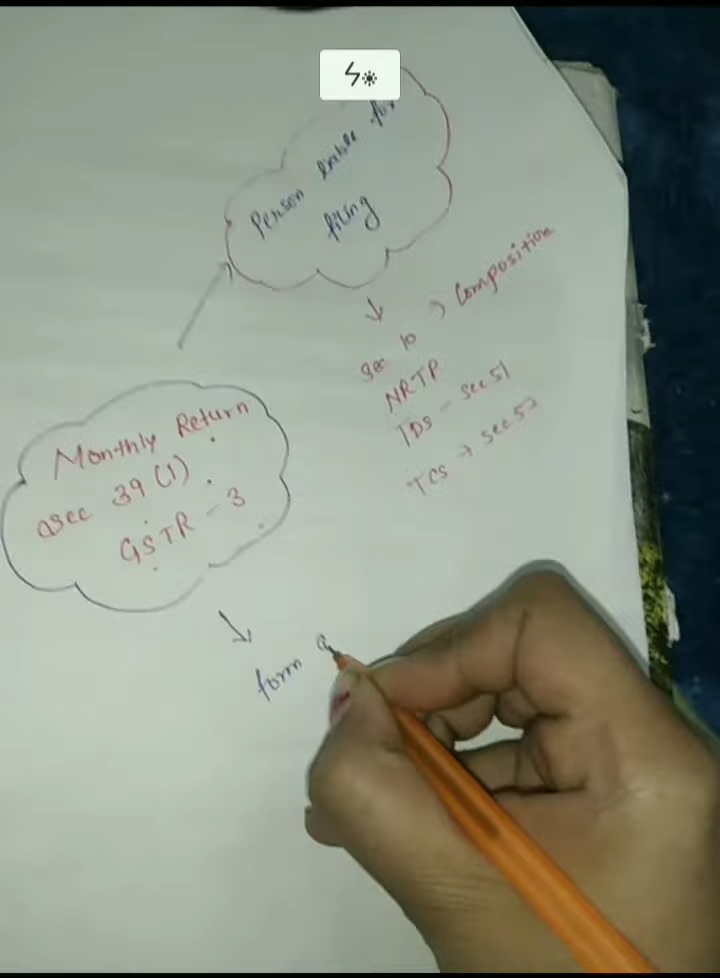 Person liable for
filing
sec 10 → Composition
NRTP
TDS - sec 51
TCS → sec 52
Monthly Return
sec 39 (1)
GSTR - 3
form